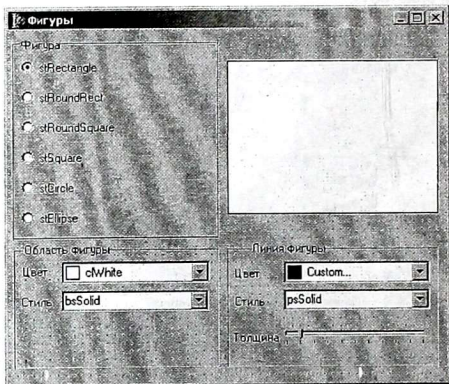 Фигуры
Фигура
stRectangle
stRoundRect
stRoundSquare
stSquare
stCircle
stEllipse
Область фигуры
Цвет clWhite
Стиль bsSolid
Линия фигуры
Цвет Custom...
Стиль psSolid
Толщина